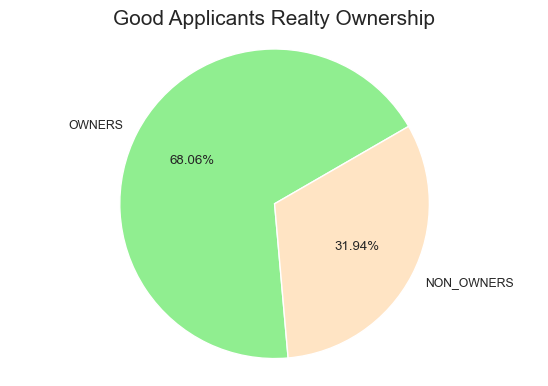 Good Applicants Realty Ownership
OWNERS
68.06%
31.94%
NON_OWNERS